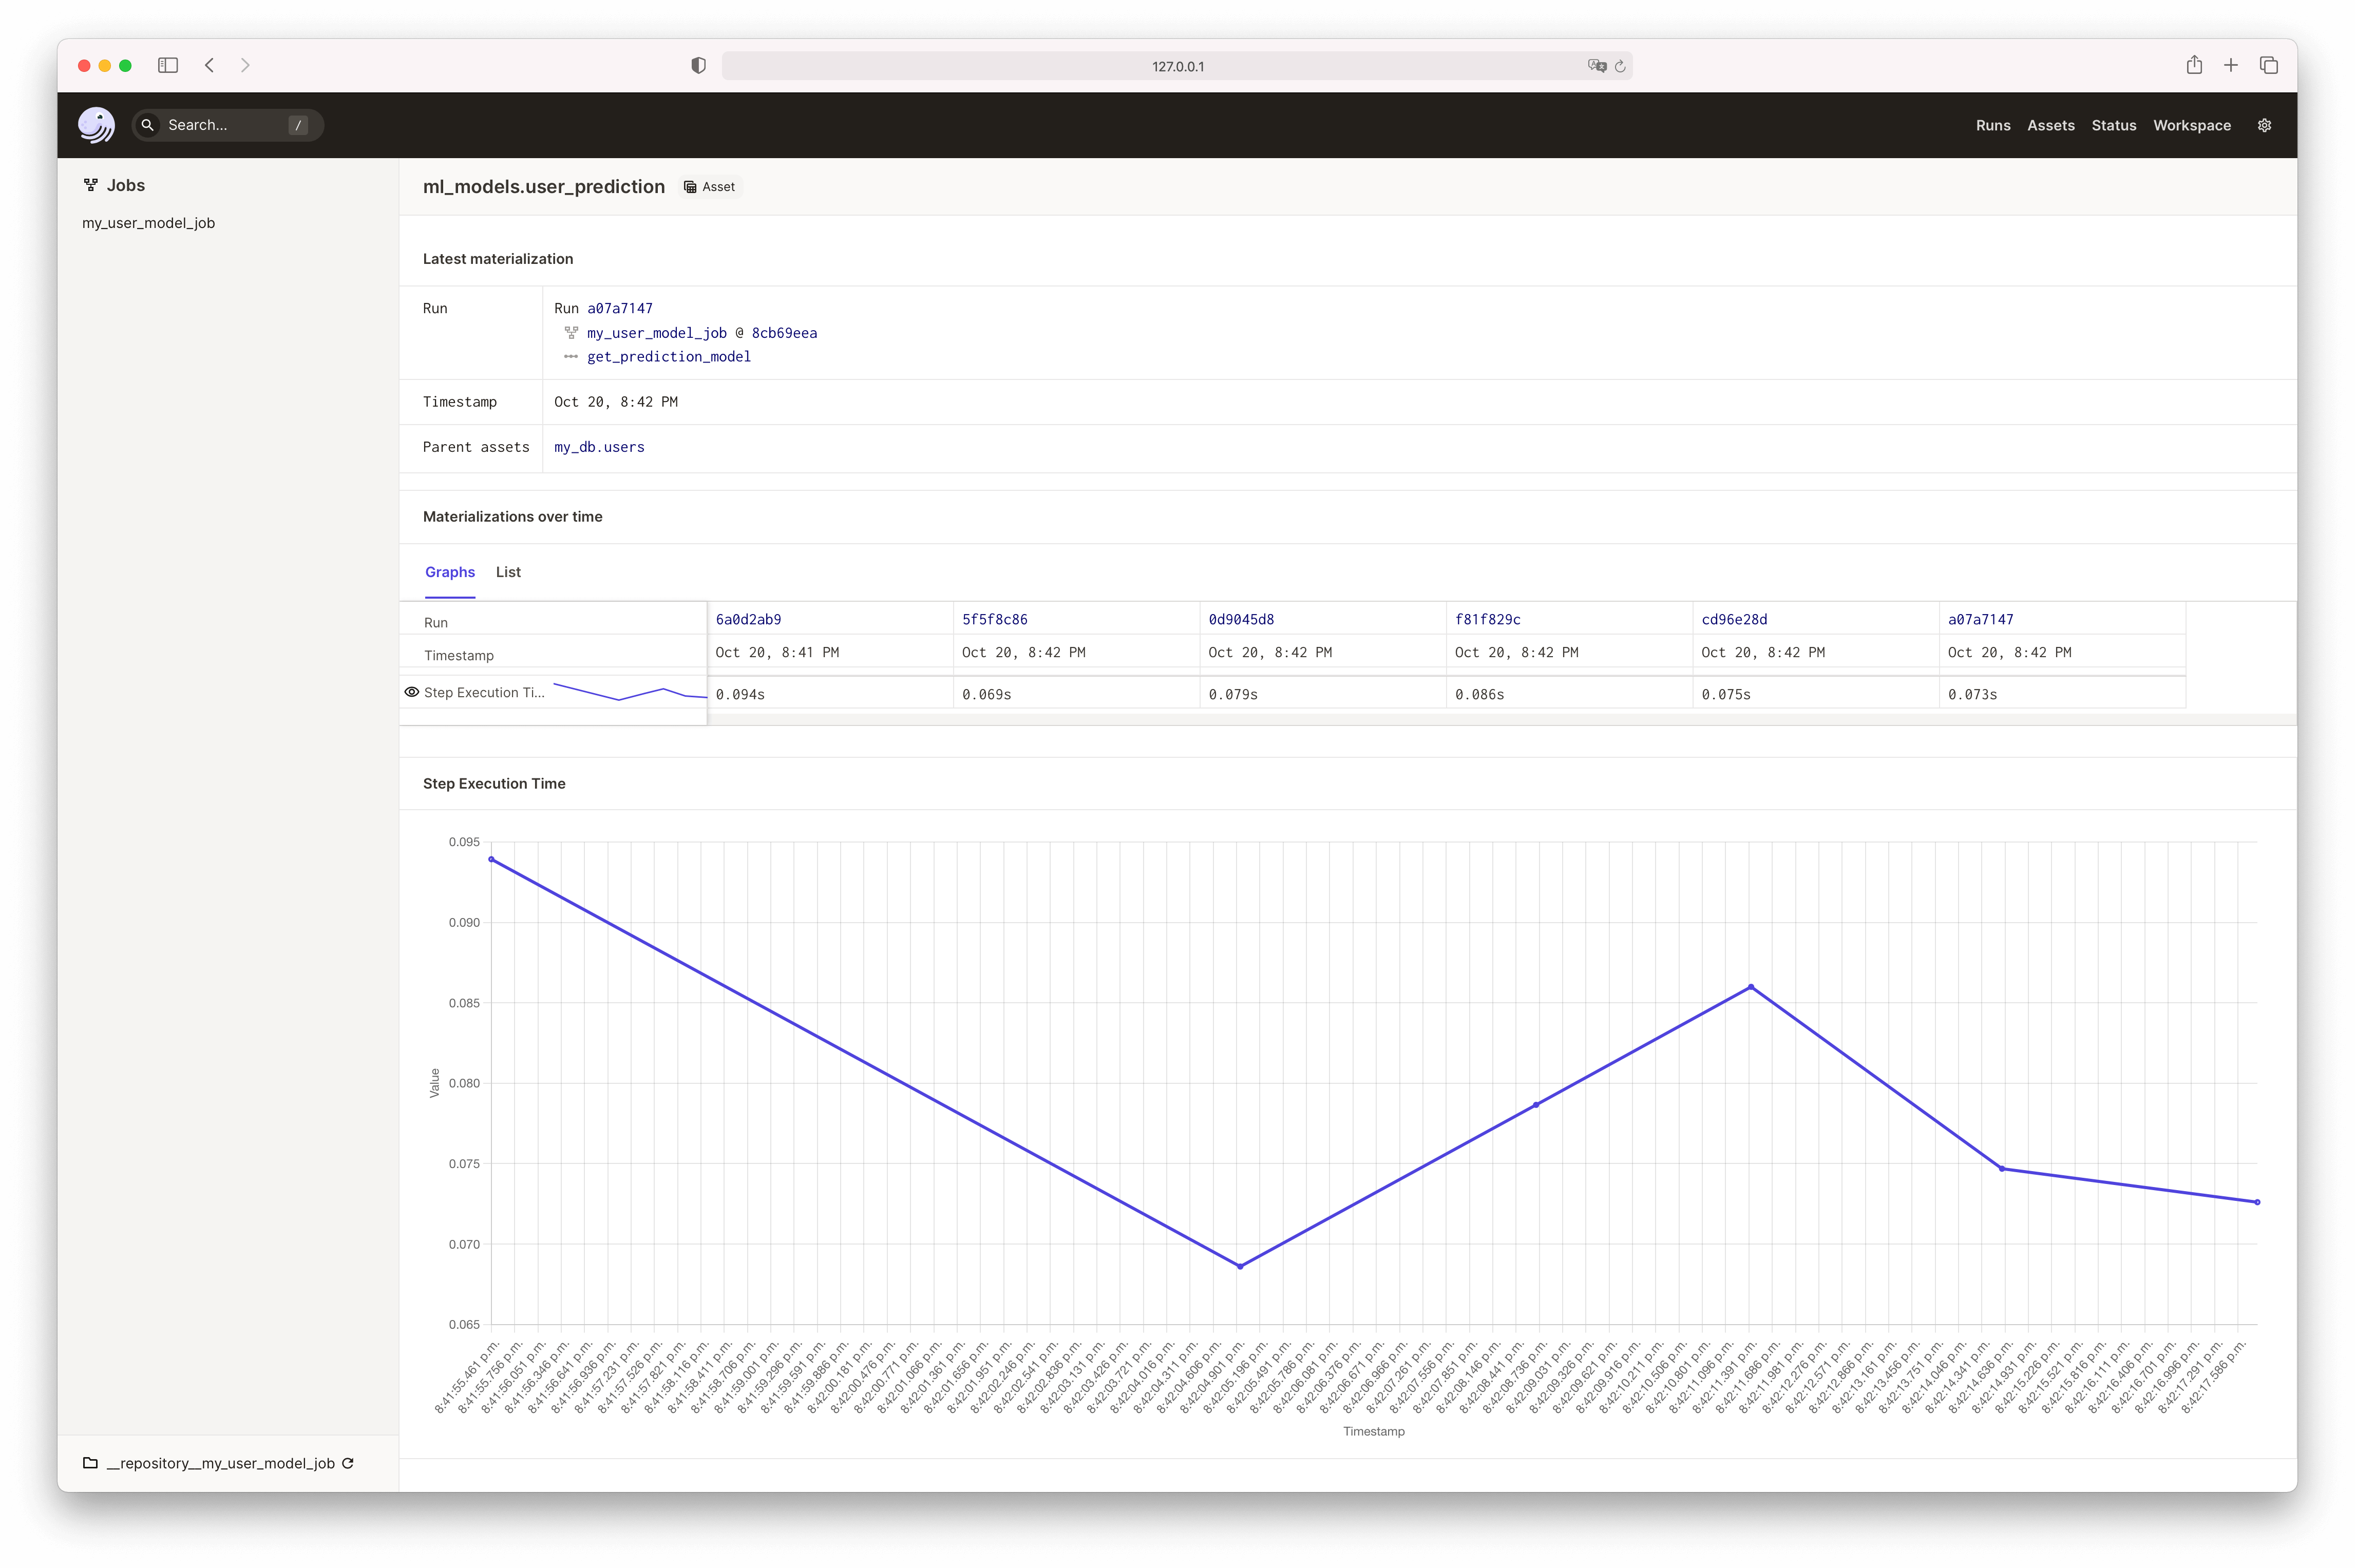 127.0.0.1
Search... /
Runs Assets Status Workspace
Jobs
my_user_model_job
ml_models.user_prediction Asset
Latest materialization
Run Run a07a7147
my_user_model_job @ 8cb69eea
get_prediction_model
Timestamp Oct 20, 8:42 PM
Parent assets my_db.users
Materializations over time
Graphs List
Run 6a0d2ab9 5f5f8c86 0d9045d8 f81f829c cd96e28d a07a7147
Timestamp Oct 20, 8:41 PM Oct 20, 8:42 PM Oct 20, 8:42 PM Oct 20, 8:42 PM Oct 20, 8:42 PM Oct 20, 8:42 PM
Step Execution Ti... 0.094s 0.069s 0.079s 0.086s 0.075s 0.073s
Step Execution Time
0.095
0.090
0.085
0.080
0.075
0.070
0.065
Value
8:41:55.461 p.m.
8:41:55.756 p.m.
8:41:56.051 p.m.
8:41:56.346 p.m.
8:41:56.641 p.m.
8:41:56.936 p.m.
8:41:57.231 p.m.
8:41:57.526 p.m.
8:41:57.821 p.m.
8:41:58.116 p.m.
8:41:58.411 p.m.
8:41:58.706 p.m.
8:41:59.001 p.m.
8:41:59.296 p.m.
8:41:59.591 p.m.
8:41:59.886 p.m.
8:42:00.181 p.m.
8:42:00.476 p.m.
8:42:00.771 p.m.
8:42:01.066 p.m.
8:42:01.361 p.m.
8:42:01.656 p.m.
8:42:01.951 p.m.
8:42:02.246 p.m.
8:42:02.541 p.m.
8:42:02.836 p.m.
8:42:03.131 p.m.
8:42:03.426 p.m.
8:42:03.721 p.m.
8:42:04.016 p.m.
8:42:04.311 p.m.
8:42:04.606 p.m.
8:42:04.901 p.m.
8:42:05.196 p.m.
8:42:05.491 p.m.
8:42:05.786 p.m.
8:42:06.081 p.m.
8:42:06.376 p.m.
8:42:06.671 p.m.
8:42:06.966 p.m.
8:42:07.261 p.m.
8:42:07.556 p.m.
8:42:07.851 p.m.
8:42:08.146 p.m.
8:42:08.441 p.m.
8:42:08.736 p.m.
8:42:09.031 p.m.
8:42:09.326 p.m.
8:42:09.621 p.m.
8:42:09.916 p.m.
8:42:10.211 p.m.
8:42:10.506 p.m.
8:42:10.801 p.m.
8:42:11.096 p.m.
8:42:11.391 p.m.
8:42:11.686 p.m.
8:42:11.981 p.m.
8:42:12.276 p.m.
8:42:12.571 p.m.
8:42:12.866 p.m.
8:42:13.161 p.m.
8:42:13.456 p.m.
8:42:13.751 p.m.
8:42:14.046 p.m.
8:42:14.341 p.m.
8:42:14.636 p.m.
8:42:14.931 p.m.
8:42:15.226 p.m.
8:42:15.521 p.m.
8:42:15.816 p.m.
8:42:16.111 p.m.
8:42:16.406 p.m.
8:42:16.701 p.m.
8:42:16.996 p.m.
8:42:17.291 p.m.
8:42:17.586 p.m.
Timestamp
__repository__my_user_model_job